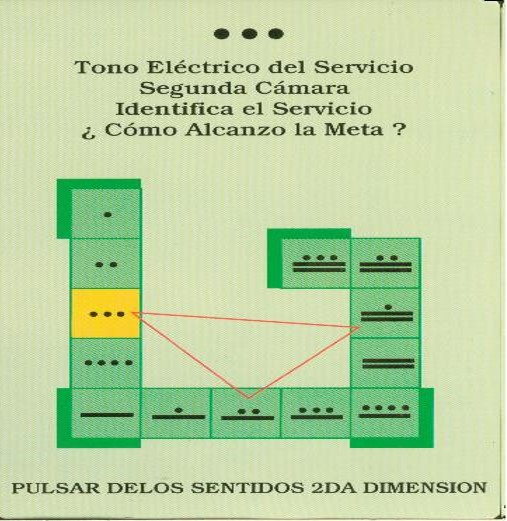 Tono Eléctrico del Servicio
Segunda Cámara
Identifica el Servicio
¿ Cómo Alcanzo la Meta ?
PULSAR DELOS SENTIDOS 2DA DIMENSION